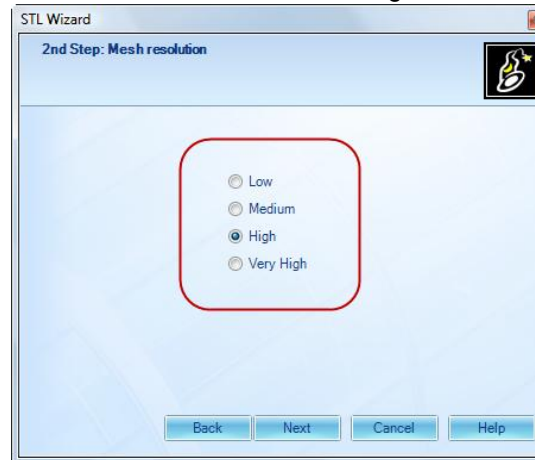 STL Wizard
2nd Step: Mesh resolution
Low
Medium
High
Very High
Back Next Cancel Help